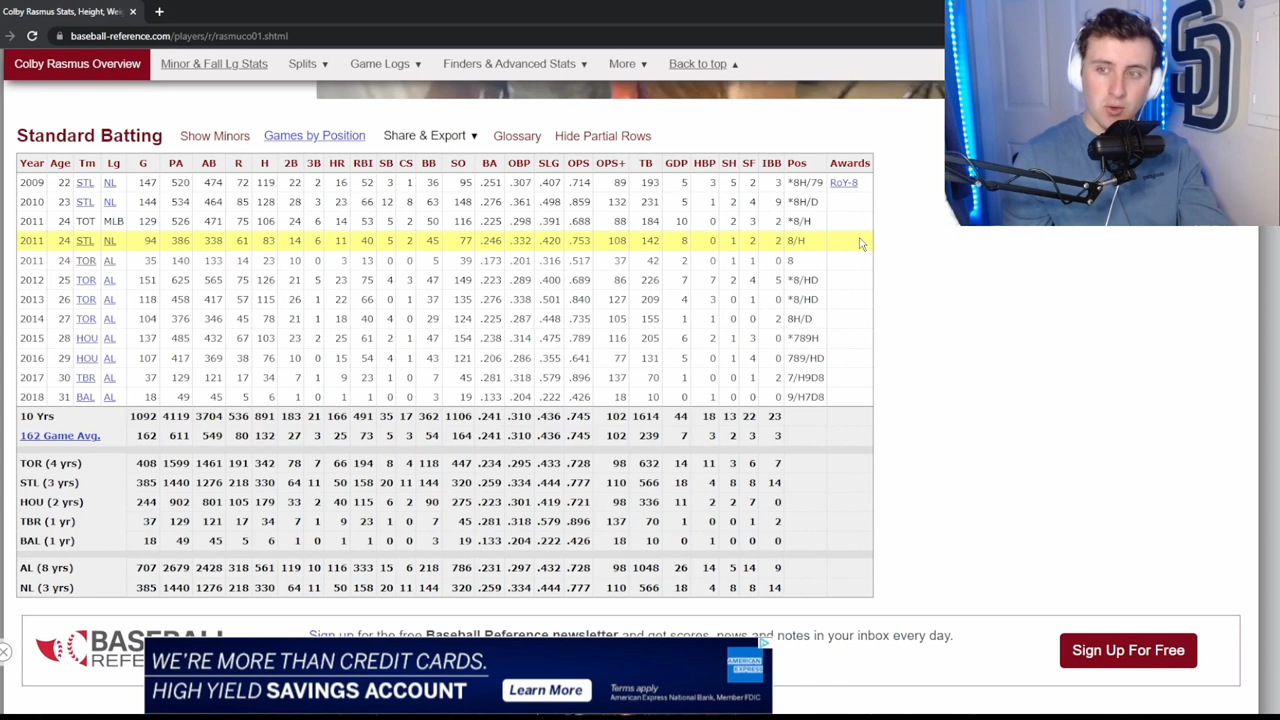 Colby Rasmus Stats, Height, Wei
baseball-reference.com/players/r/rasmuco01.shtml
Colby Rasmus Overview Minor & Fall Lg Stats Splits ▼ Game Logs ▼ Finders & Advanced Stats ▼ More ▼ Back to top ▲
Standard Batting Show Minors Games by Position Share & Export ▼ Glossary Hide Partial Rows
Year Age Tm Lg G PA AB R H 2B 3B HR RBI SB CS BB SO BA OBP SLG OPS OPS+ TB GDP HBP SH SF IBB Pos Awards
2009 22 STL NL 147 520 474 72 22 2 16 52 3 1 36 95 .251 .307 .407 .714 89 193 5 3 5 2 3 *8H/79 RoY-8
2010 23 STL NL 144 534 464 85 28 3 23 66 12 8 63 148 .276 .361 .498 .859 132 231 5 1 2 4 9 *8H/D
2011 24 TOT MLB 129 526 471 75 106 24 6 14 53 5 2 50 116 .225 .298 .391 .688 88 184 10 0 2 3 2 *8/H
2011 24 STL NL 94 386 338 61 83 14 6 11 40 5 2 45 77 .246 .332 .420 .753 108 142 8 0 1 2 2 8/H
2011 24 TOR AL 35 140 133 14 23 10 0 3 13 0 0 5 39 .173 .201 .316 .517 37 42 2 0 1 1 0 8
2012 25 TOR AL 151 625 565 75 126 21 5 23 75 4 3 47 149 .223 .289 .400 .689 86 226 7 7 2 4 5 *8/HD
2013 26 TOR AL 118 458 417 57 115 26 1 22 66 0 1 37 135 .276 .338 .501 .840 127 209 4 3 0 1 0 *8/HD
2014 27 TOR AL 104 376 346 45 78 21 1 18 40 4 0 29 124 .225 .287 .448 .735 105 155 1 1 0 0 2 8H/D
2015 28 HOU AL 137 485 432 67 103 23 2 25 61 2 1 47 154 .238 .314 .475 .789 116 205 6 2 1 3 0 *789H
2016 29 HOU AL 107 417 369 38 76 10 0 15 54 4 1 43 121 .206 .286 .355 .641 77 131 5 0 1 4 0 789/HD
2017 30 TBR AL 37 129 121 17 34 7 1 9 23 1 0 7 45 .281 .318 .579 .896 137 70 1 0 0 1 2 7/H9D8
2018 31 BAL AL 18 49 45 5 6 1 0 1 1 0 0 3 19 .133 .204 .222 .426 18 10 0 1 0 0 0 9/H7D8
10 Yrs 1092 4119 3704 536 891 183 21 166 491 35 17 362 1106 .241 .310 .436 .745 102 1614 44 18 13 22 23
162 Game Avg. 162 611 549 80 132 27 3 25 73 5 3 54 164 .241 .310 .436 .745 102 239 7 3 2 3 3
TOR (4 yrs) 408 1599 1461 191 342 78 7 66 194 8 4 118 447 .234 .295 .433 .728 98 632 14 11 3 6 7
STL (3 yrs) 385 1440 1276 218 330 64 11 50 158 20 11 144 320 .259 .334 .444 .777 110 566 18 4 8 8 14
HOU (2 yrs) 244 902 801 105 179 33 2 40 115 6 2 90 275 .223 .301 .419 .721 98 336 11 2 2 7 0
TBR (1 yr) 37 129 121 17 34 7 1 9 23 1 0 7 45 .281 .318 .579 .896 137 70 1 0 0 1 2
BAL (1 yr) 18 49 45 5 6 1 0 1 1 0 0 3 19 .133 .204 .222 .426 18 10 0 1 0 0 0
AL (8 yrs) 707 2679 2428 318 561 119 10 116 333 15 6 218 786 .231 .297 .432 .728 98 1048 26 14 5 14 9
NL (3 yrs) 385 1440 1276 218 330 64 11 50 158 20 11 144 320 .259 .334 .444 .777 110 566 18 4 8 8 14
Sign up for the free Baseball Reference newsletter and get scores, news and notes in your inbox every day.
Sign Up For Free
WE'RE MORE THAN CREDIT CARDS.
HIGH YIELD SAVINGS ACCOUNT
Learn More
AMERICAN EXPRESS
Terms apply
American Express National Bank, Member FDIC
SD